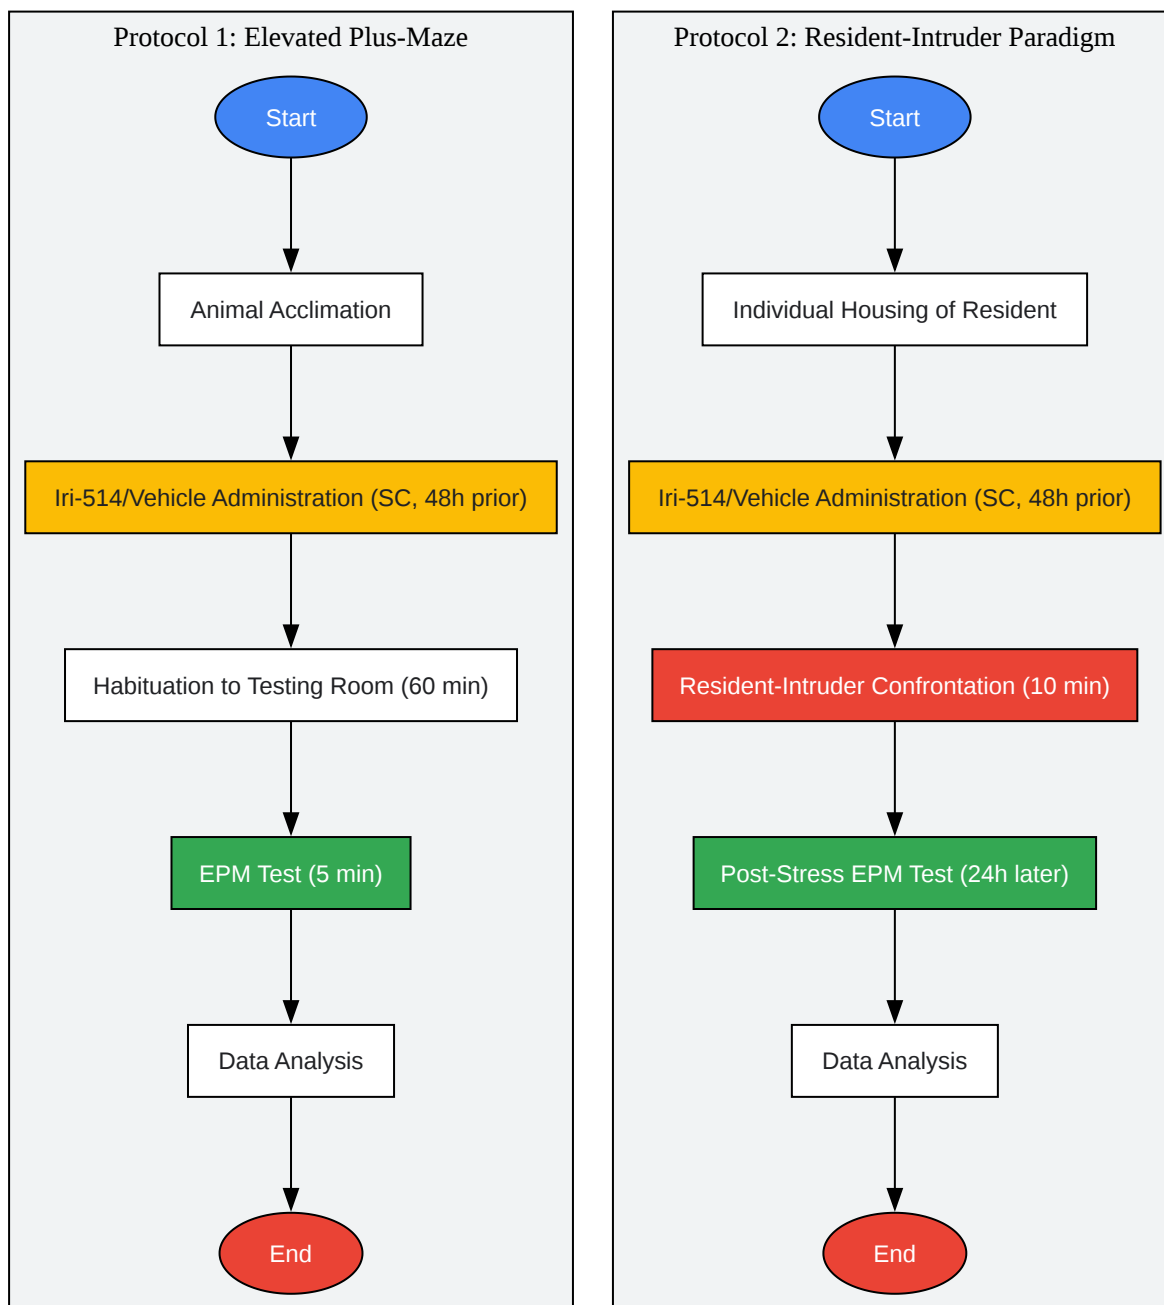 Protocol 1: Elevated Plus-Maze
Start
Animal Acclimation
Iri-514/Vehicle Administration (SC, 48h prior)
Habituation to Testing Room (60 min)
EPM Test (5 min)
Data Analysis
End
Protocol 2: Resident-Intruder Paradigm
Start
Individual Housing of Resident
Iri-514/Vehicle Administration (SC, 48h prior)
Resident-Intruder Confrontation (10 min)
Post-Stress EPM Test (24h later)
Data Analysis
End